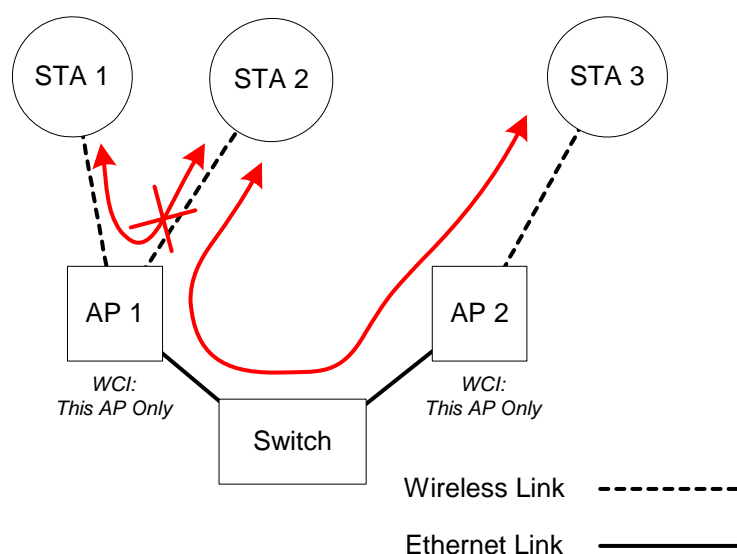 STA 1
STA 2
STA 3
AP 1
AP 2
WCI:
This AP Only
WCI:
This AP Only
Switch
Wireless Link
Ethernet Link